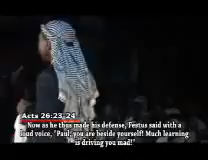 Acts 26:23,24
Now as he thus made his defense, Festus said with a
loud voice, "Paul, you are beside yourself! Much learning
is driving you mad!"